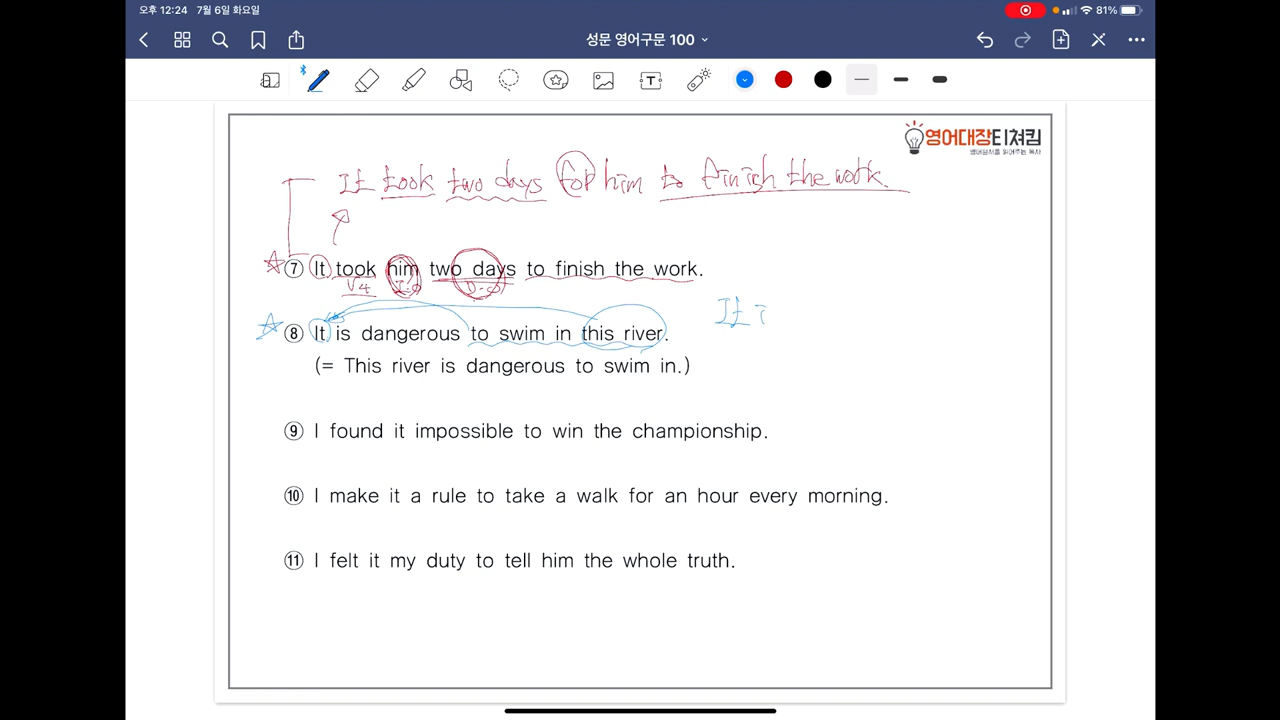 오후 12:24 7월 6일 화요일
81%
성문 영어구문 100
영어대장티쳐킴
It took two days for him to finish the work.
⑦ It took him two days to finish the work.
V4 I·O D·O
⑧ It is dangerous to swim in this river.
It i
(= This river is dangerous to swim in.)
⑨ I found it impossible to win the championship.
⑩ I make it a rule to take a walk for an hour every morning.
⑪ I felt it my duty to tell him the whole truth.